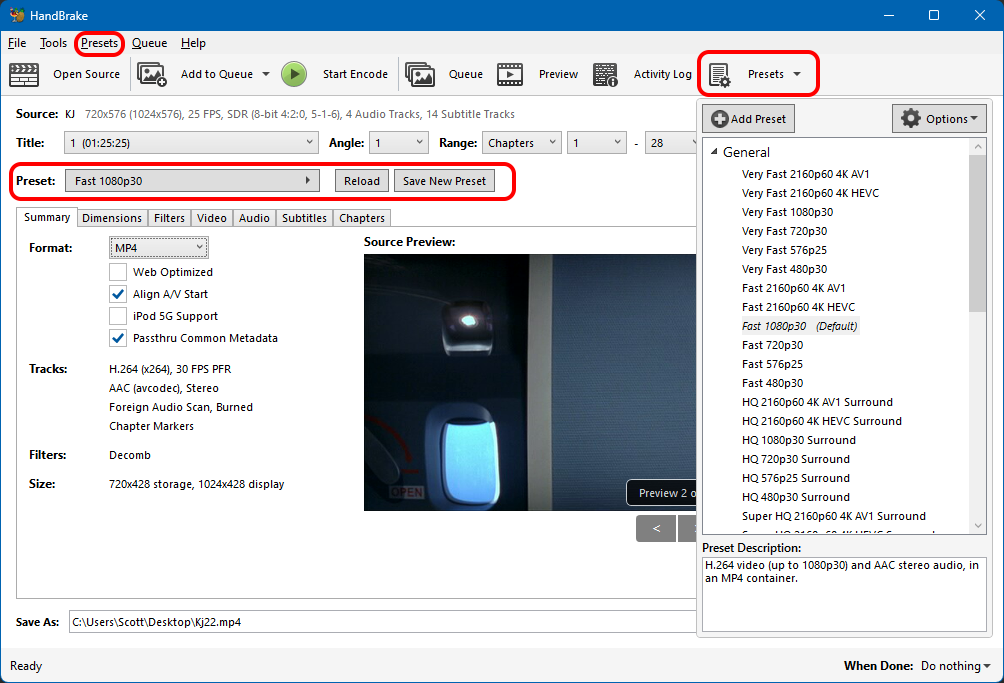 HandBrake
File Tools Presets Queue Help
Open Source Add to Queue Start Encode Queue Preview Activity Log Presets
Source: KJ 720x576 (1024x576), 25 FPS, SDR (8-bit 4:2:0, 5-1-6), 4 Audio Tracks, 14 Subtitle Tracks
Title: 1 (01:25:25) Angle: 1 Range: Chapters 1 - 28
Preset: Fast 1080p30 Reload Save New Preset
Summary Dimensions Filters Video Audio Subtitles Chapters
Format: MP4
Web Optimized
Align A/V Start
iPod 5G Support
Passthru Common Metadata
Tracks: H.264 (x264), 30 FPS PFR
AAC (avcodec), Stereo
Foreign Audio Scan, Burned
Chapter Markers
Filters: Decomb
Size: 720x428 storage, 1024x428 display
Source Preview:
OPEN
Preview 2 o
<
Add Preset Options
General
Very Fast 2160p60 4K AV1
Very Fast 2160p60 4K HEVC
Very Fast 1080p30
Very Fast 720p30
Very Fast 576p25
Very Fast 480p30
Fast 2160p60 4K AV1
Fast 2160p60 4K HEVC
Fast 1080p30 (Default)
Fast 720p30
Fast 576p25
Fast 480p30
HQ 2160p60 4K AV1 Surround
HQ 2160p60 4K HEVC Surround
HQ 1080p30 Surround
HQ 720p30 Surround
HQ 576p25 Surround
HQ 480p30 Surround
Super HQ 2160p60 4K AV1 Surround
Super HQ 2160p60 4K HEVC Surround
Preset Description:
H.264 video (up to 1080p30) and AAC stereo audio, in
an MP4 container.
Save As: C:\Users\Scott\Desktop\Kj22.mp4
Ready When Done: Do nothing